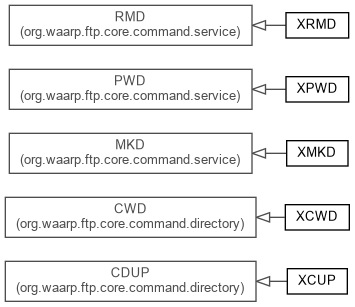 RMD
(org.waarp.ftp.core.command.service)
XRMD
PWD
(org.waarp.ftp.core.command.service)
XPWD
MKD
(org.waarp.ftp.core.command.service)
XMKD
CWD
(org.waarp.ftp.core.command.directory)
XCWD
CDUP
(org.waarp.ftp.core.command.directory)
XCUP